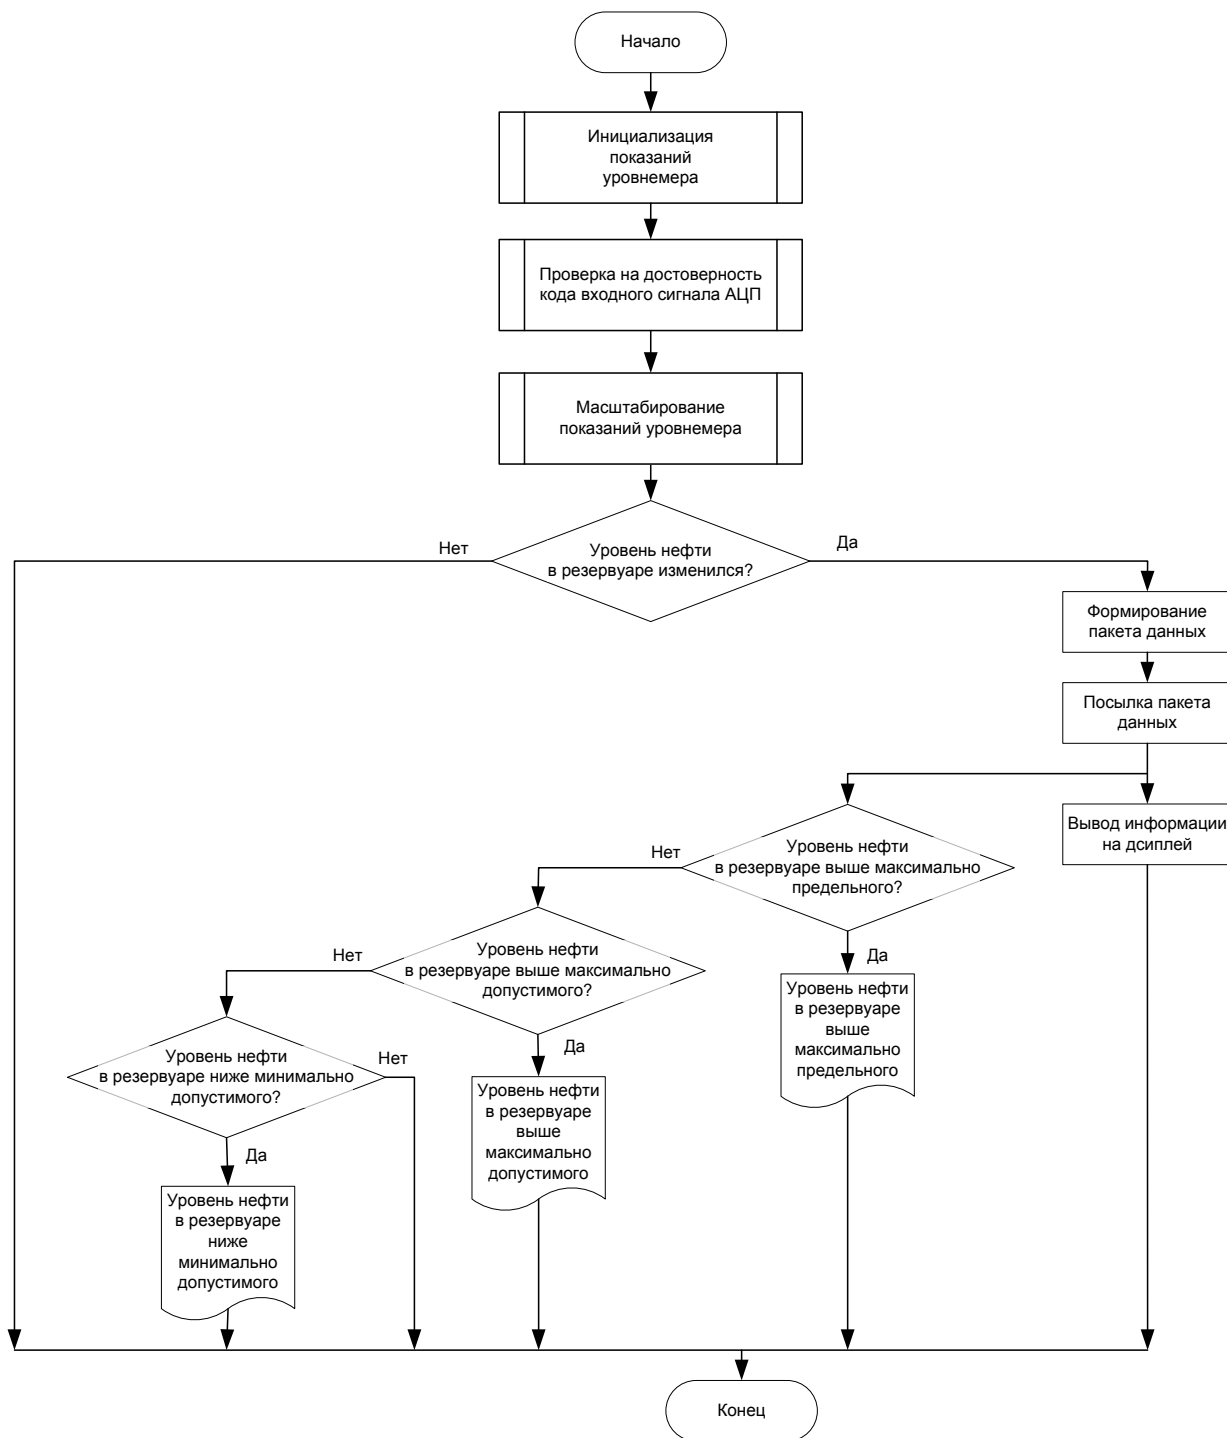 Начало
Инициализация
показаний
уровнемера
Проверка на достоверность
кода входного сигнала АЦП
Масштабирование
показаний уровнемера
Нет
Уровень нефти
в резервуаре изменился?
Да
Формирование
пакета данных
Посылка пакета
данных
Вывод информации
на дсиплей
Уровень нефти
в резервуаре выше максимально
предельного?
Нет
Да
Уровень нефти
в резервуаре
выше
максимально
предельного
Уровень нефти
в резервуаре выше максимально
допустимого?
Нет
Да
Уровень нефти
в резервуаре
выше
максимально
допустимого
Уровень нефти
в резервуаре ниже минимально
допустимого?
Нет
Да
Уровень нефти
в резервуаре
ниже
минимально
допустимого
Конец